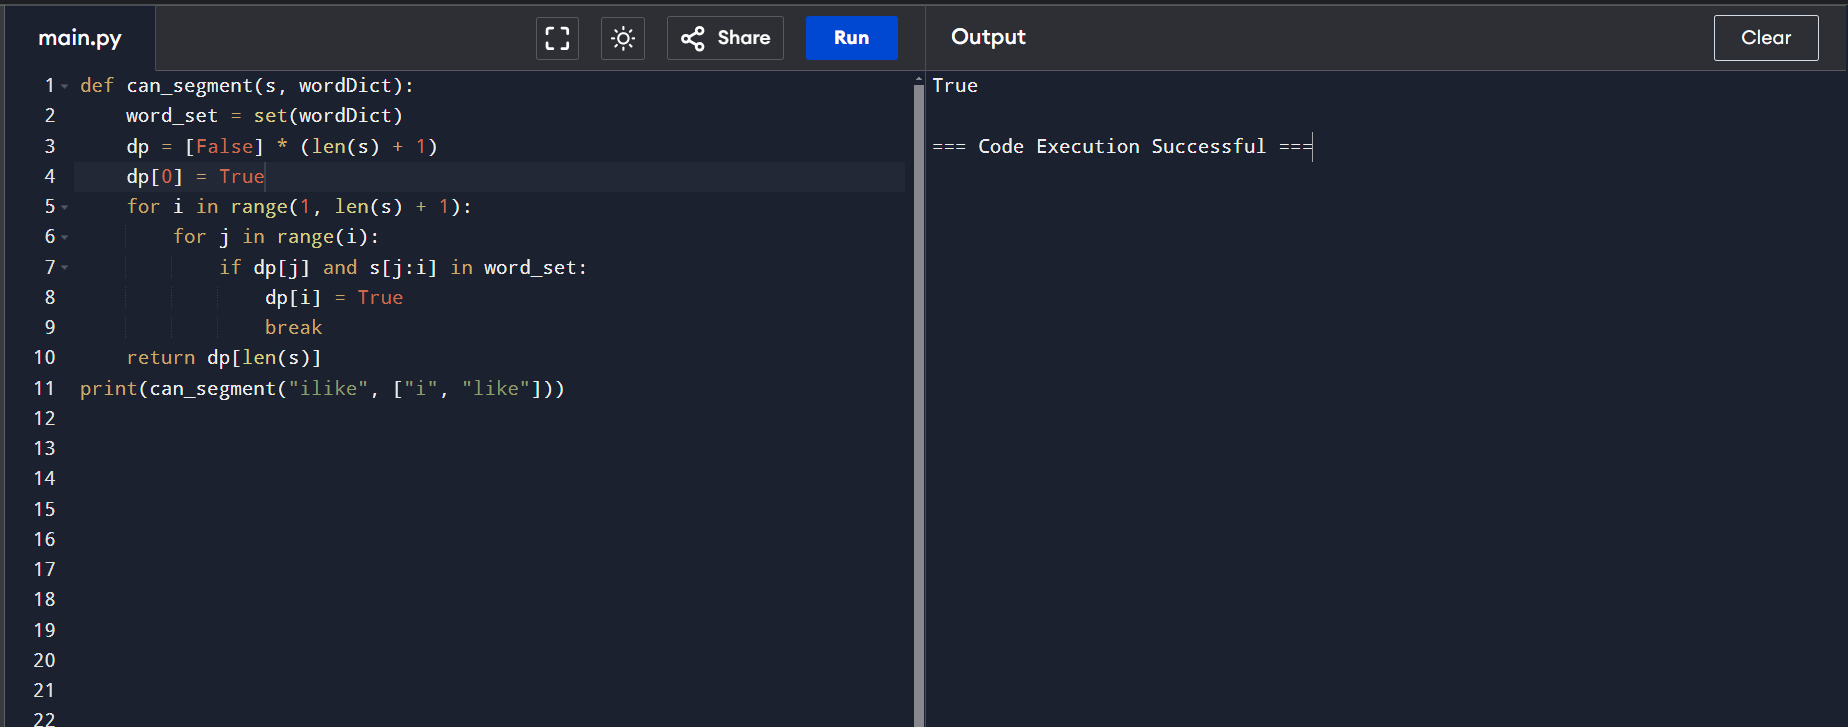 main.py
Share
Run
Output
Clear
1 def can_segment(s, wordDict):
2     word_set = set(wordDict)
3     dp = [False] * (len(s) + 1)
4     dp[0] = True
5     for i in range(1, len(s) + 1):
6         for j in range(i):
7             if dp[j] and s[j:i] in word_set:
8                 dp[i] = True
9                 break
10     return dp[len(s)]
11 print(can_segment("ilike", ["i", "like"]))
12
13
14
15
16
17
18
19
20
21
22
True
=== Code Execution Successful ===